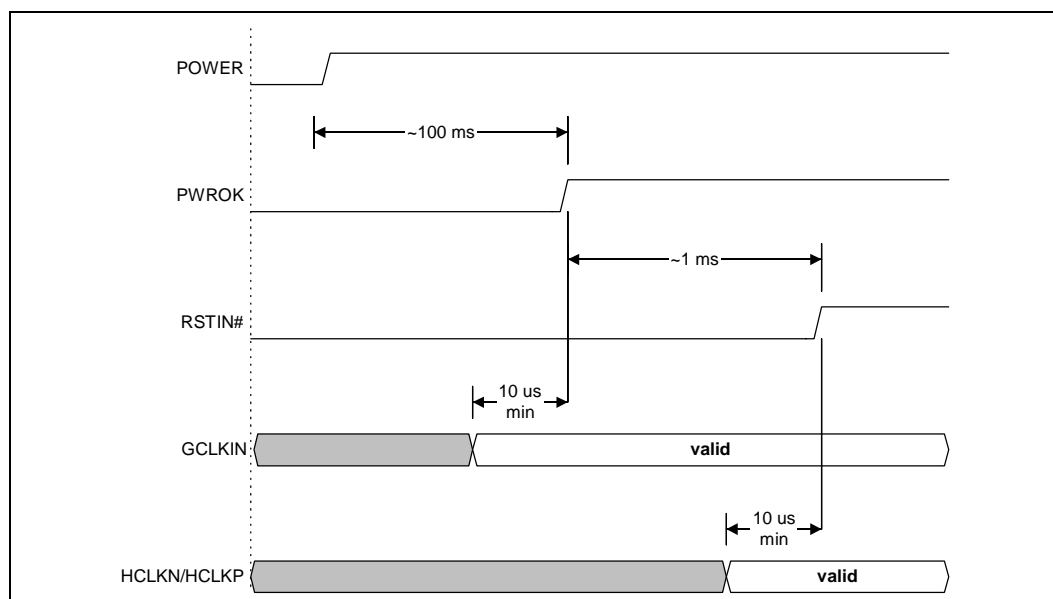 POWER
~100 ms
PWROK
~1 ms
RSTIN#
10 us
min
GCLKIN
valid
10 us
min
HCLKN/HCLKP
valid